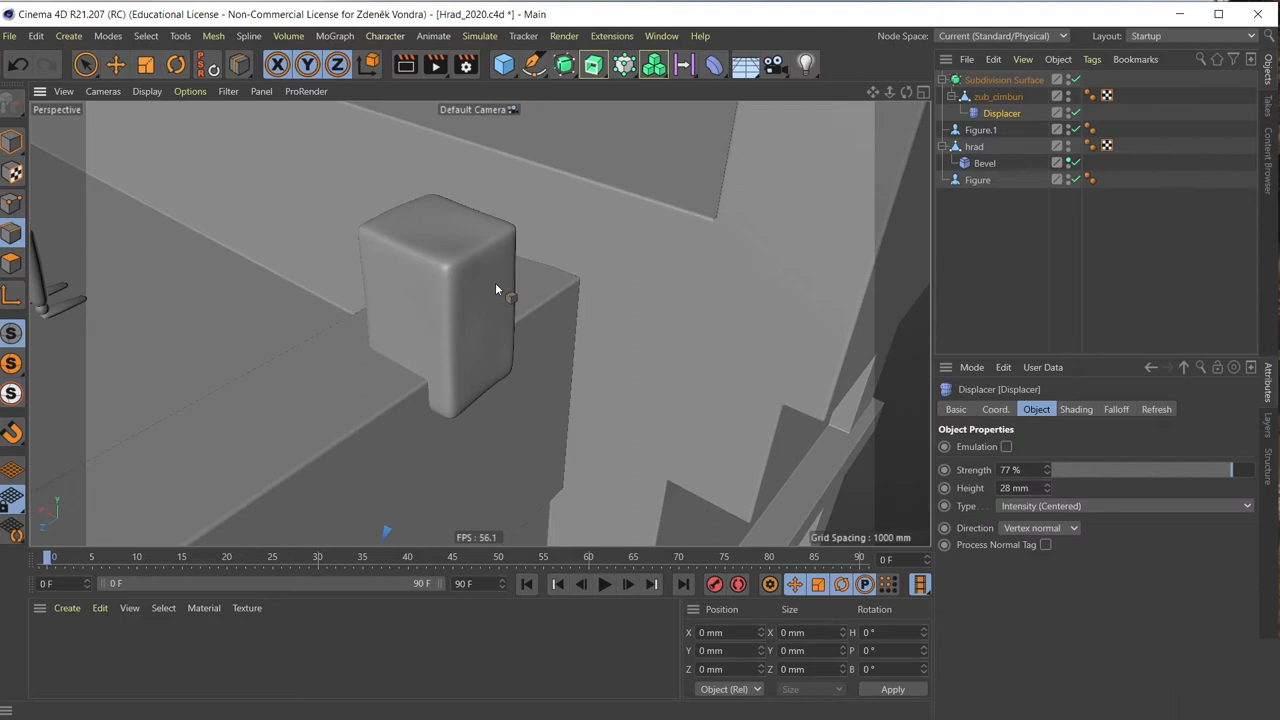 Cinema 4D R21.207 (RC) (Educational License - Non-Commercial License for Zdeněk Vondra) - [Hrad_2020.c4d *] - Main
File Edit Create Modes Select Tools Mesh Spline Volume MoGraph Character Animate Simulate Tracker Render Extensions Window Help Node Space: Current (Standard/Physical) Layout: Startup
X Y Z
PSR
View Cameras Display Options Filter Panel ProRender
File Edit View Object Tags Bookmarks
Perspective
Default Camera
Subdivision Surface
zub_cimburi
Displacer
Figure.1
hrad
Bevel
Figure
Objects
Takes
Content Browser
Mode Edit User Data
Displacer [Displacer]
Basic Coord. Object Shading Falloff Refresh
Object Properties
Emulation
Strength 77 %
Height 28 mm
Type . . . Intensity (Centered)
Direction Vertex normal
Process Normal Tag
Attributes
Layers
Structure
Y
X
Z
FPS : 56.1
Grid Spacing : 1000 mm
0 5 10 15 20 25 30 35 40 45 50 55 60 65 70 75 80 85 90 0 F
0 F 0 F 90 F 90 F
P
Create Edit View Select Material Texture
Position Size Rotation
X 0 mm X 0 mm H 0 °
Y 0 mm Y 0 mm P 0 °
Z 0 mm Z 0 mm B 0 °
Object (Rel) Size Apply